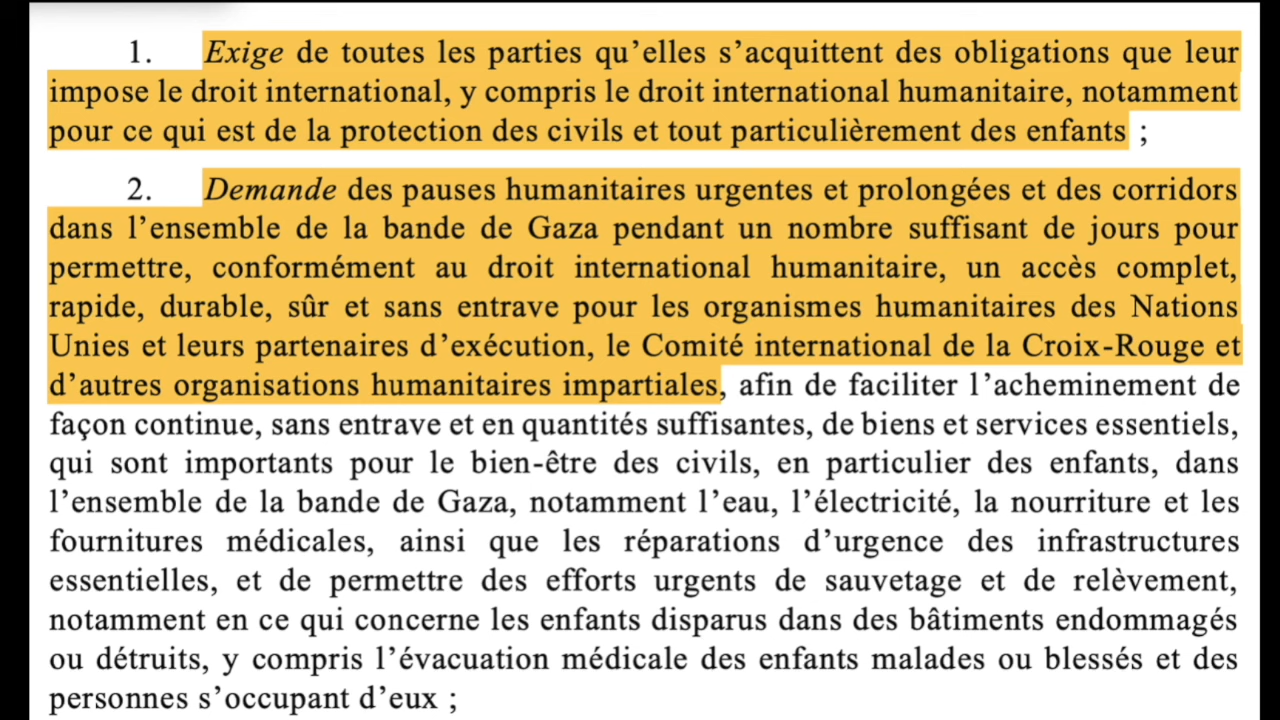 1. Exige de toutes les parties qu’elles s’acquittent des obligations que leur
impose le droit international, y compris le droit international humanitaire, notamment
pour ce qui est de la protection des civils et tout particulièrement des enfants ;
2. Demande des pauses humanitaires urgentes et prolongées et des corridors
dans l’ensemble de la bande de Gaza pendant un nombre suffisant de jours pour
permettre, conformément au droit international humanitaire, un accès complet,
rapide, durable, sûr et sans entrave pour les organismes humanitaires des Nations
Unies et leurs partenaires d’exécution, le Comité international de la Croix-Rouge et
d’autres organisations humanitaires impartiales, afin de faciliter l’acheminement de
façon continue, sans entrave et en quantités suffisantes, de biens et services essentiels,
qui sont importants pour le bien-être des civils, en particulier des enfants, dans
l’ensemble de la bande de Gaza, notamment l’eau, l’électricité, la nourriture et les
fournitures médicales, ainsi que les réparations d’urgence des infrastructures
essentielles, et de permettre des efforts urgents de sauvetage et de relèvement,
notamment en ce qui concerne les enfants disparus dans des bâtiments endommagés
ou détruits, y compris l’évacuation médicale des enfants malades ou blessés et des
personnes s’occupant d’eux ;